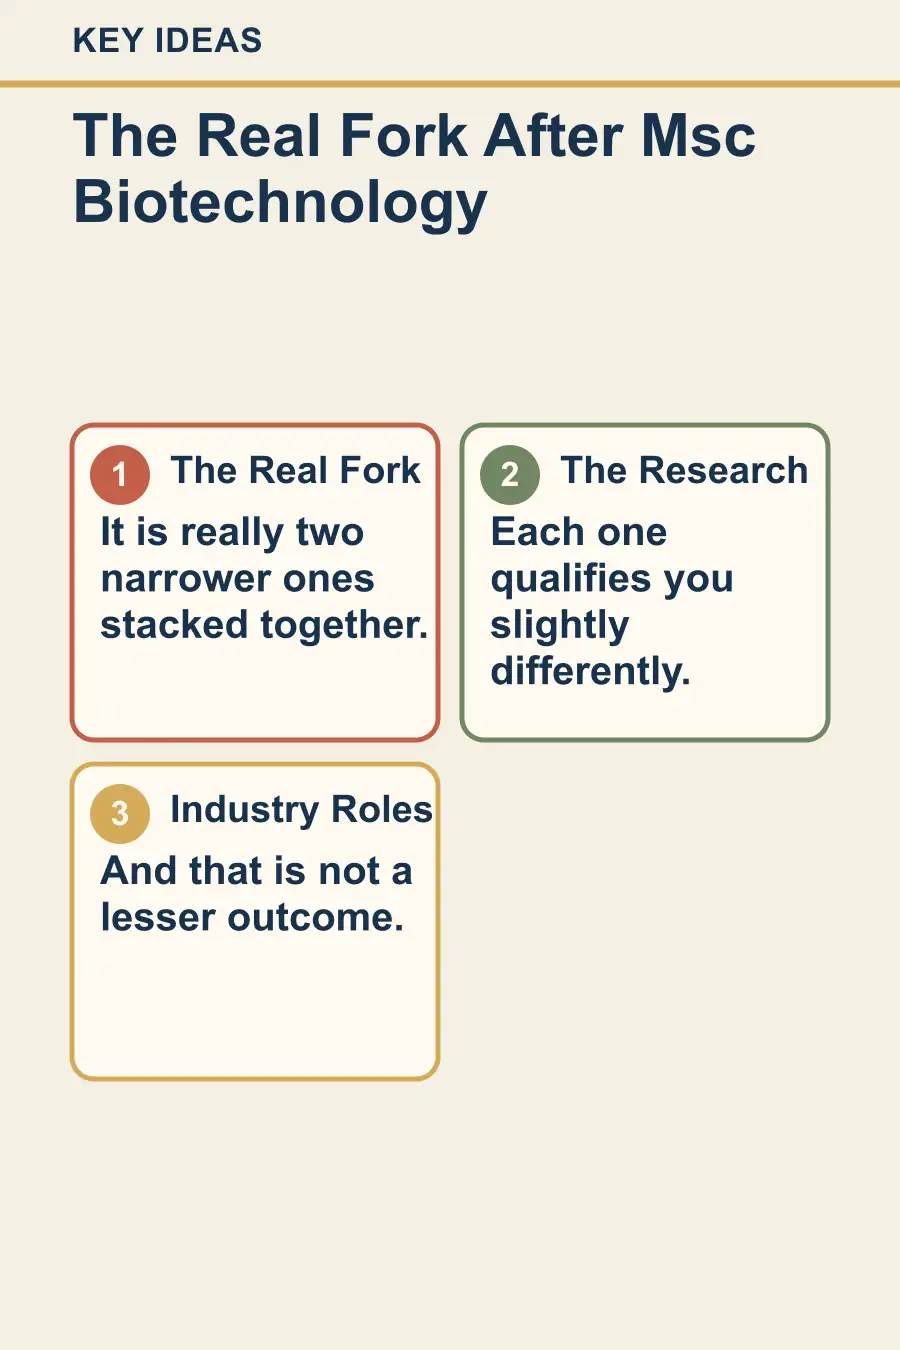 KEY IDEAS
The Real Fork After Msc
Biotechnology
1 The Real Fork
It is really two
narrower ones
stacked together.
2 The Research
Each one
qualifies you
slightly
differently.
3 Industry Roles
And that is not a
lesser outcome.